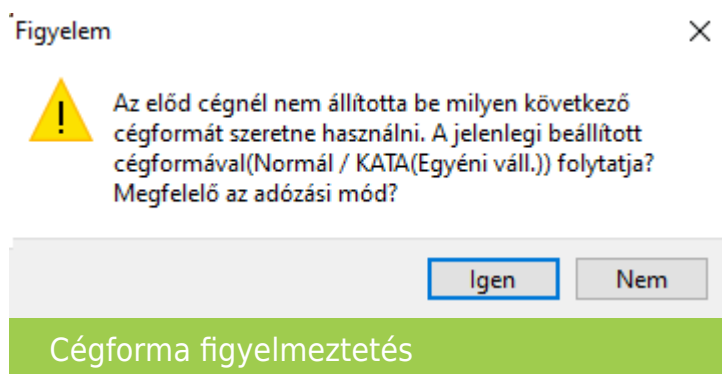 Figyelem
Az előd cégnél nem állította be milyen következő
cégformát szeretne használni. A jelenlegi beállított
cégformával(Normál / KATA(Egyéni váll.)) folytatja?
Megfelelő az adózási mód?
Igen
Nem
Cégforma figyelmeztetés